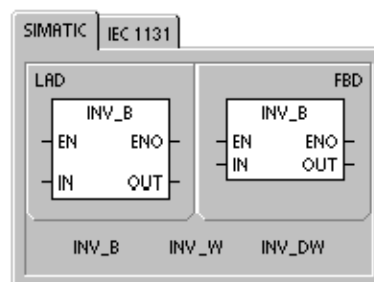 SIMATIC IEC 1131
LAD FBD
INV_B INV_B
EN ENO EN ENO
IN OUT IN OUT
INV_B INV_W INV_DW